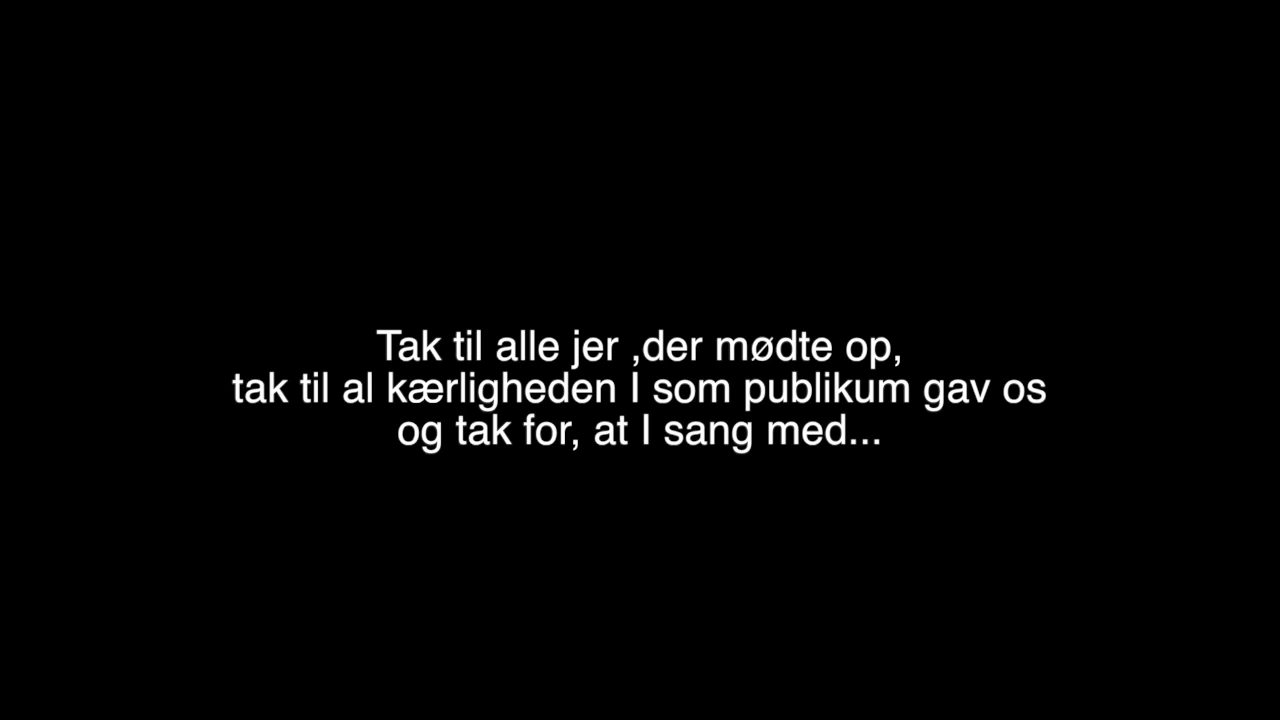 Tak til alle jer ,der mødte op,
tak til al kærligheden I som publikum gav os
og tak for, at I sang med...